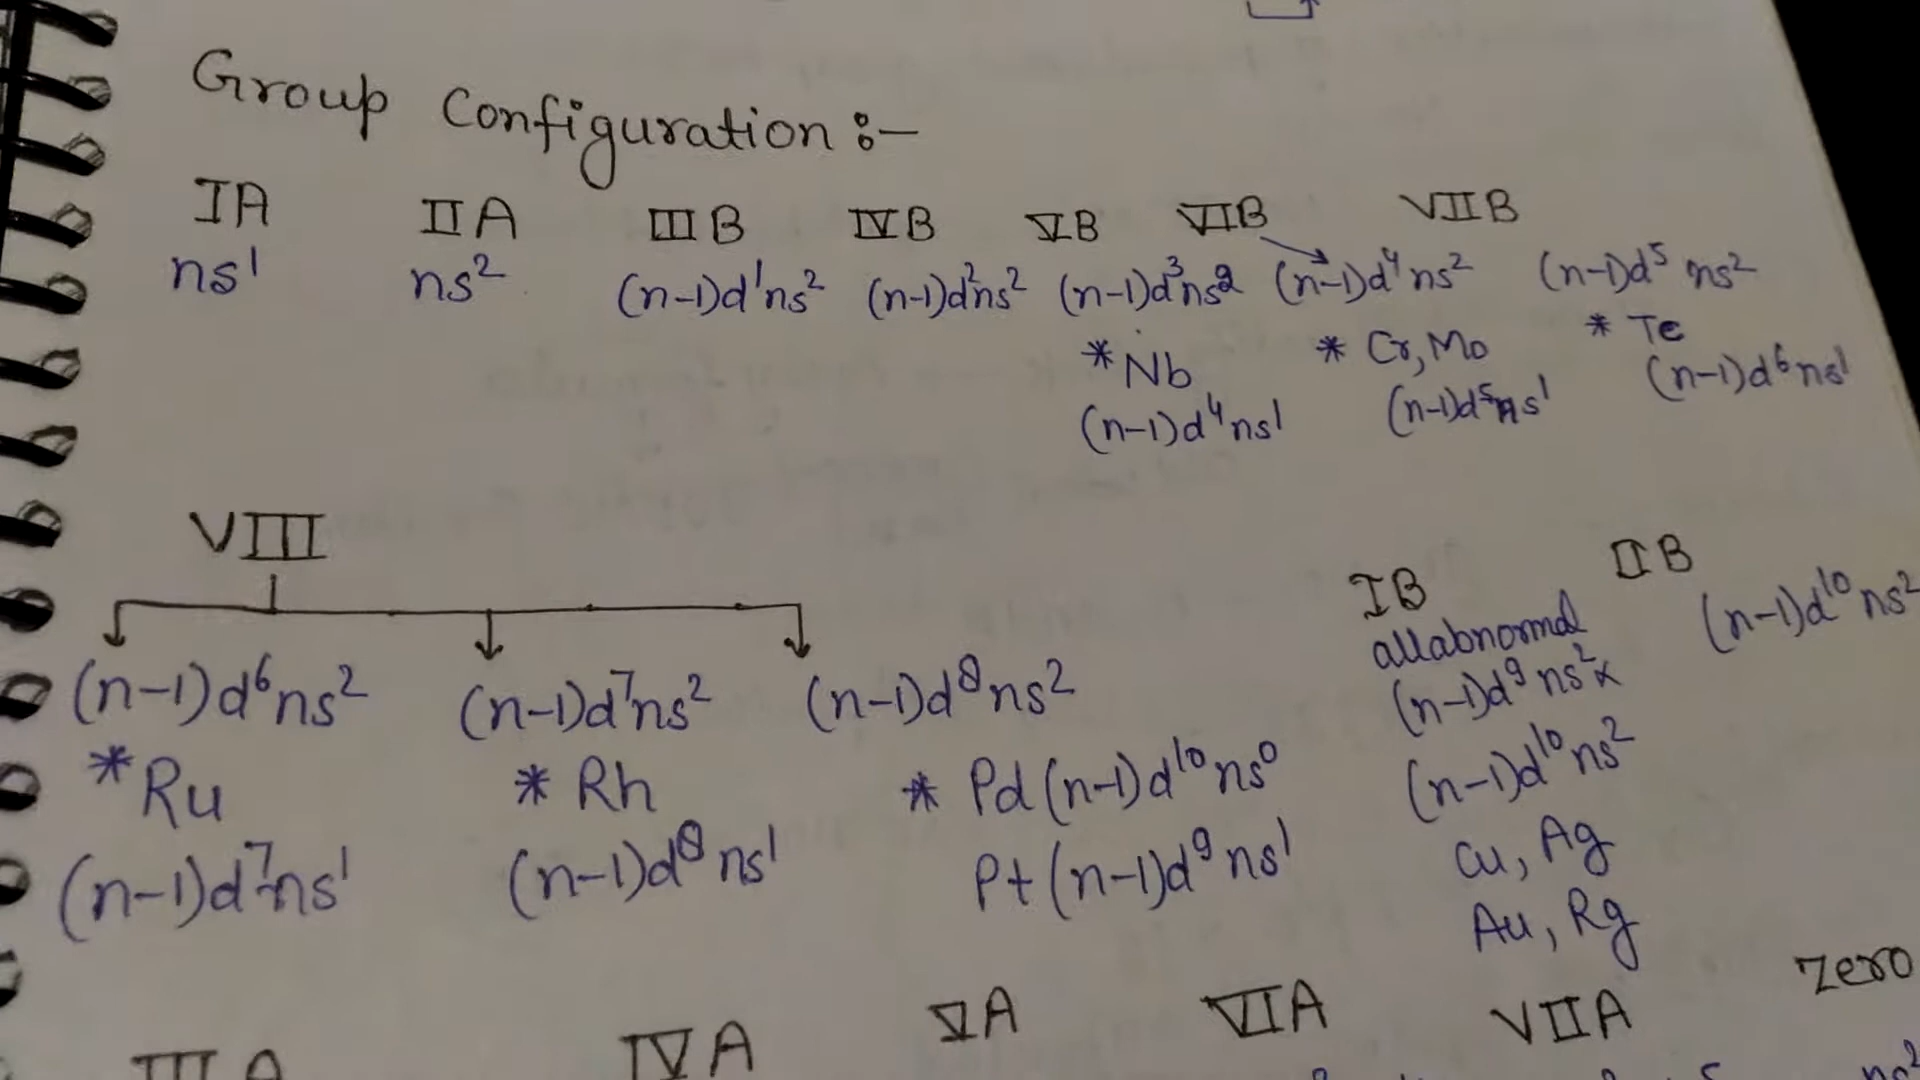 Group Configuration :-
IA IIA IIIB IVB VB VIB VIIB
ns¹ ns² (n-1)d¹ns² (n-1)d²ns² (n-1)d³ns² (n-1)d⁴ns² (n-1)d⁵ns²
*Nb * Cr, Mo * Te
(n-1)d⁴ns¹ (n-1)d⁵ns¹ (n-1)d⁶ns¹
VIII IB IIB
allabnormal (n-1)d¹⁰ns²
(n-1)d⁶ns² (n-1)d⁷ns² (n-1)d⁸ns² (n-1)d⁹ns²x
*Ru * Rh * Pd (n-1)d¹⁰ns⁰ (n-1)d¹⁰ns²
(n-1)d⁷ns¹ (n-1)d⁸ns¹ Pt (n-1)d⁹ns¹ Cu, Ag
Au, Rg
IIIA IVA VA VIA VIIA Zero